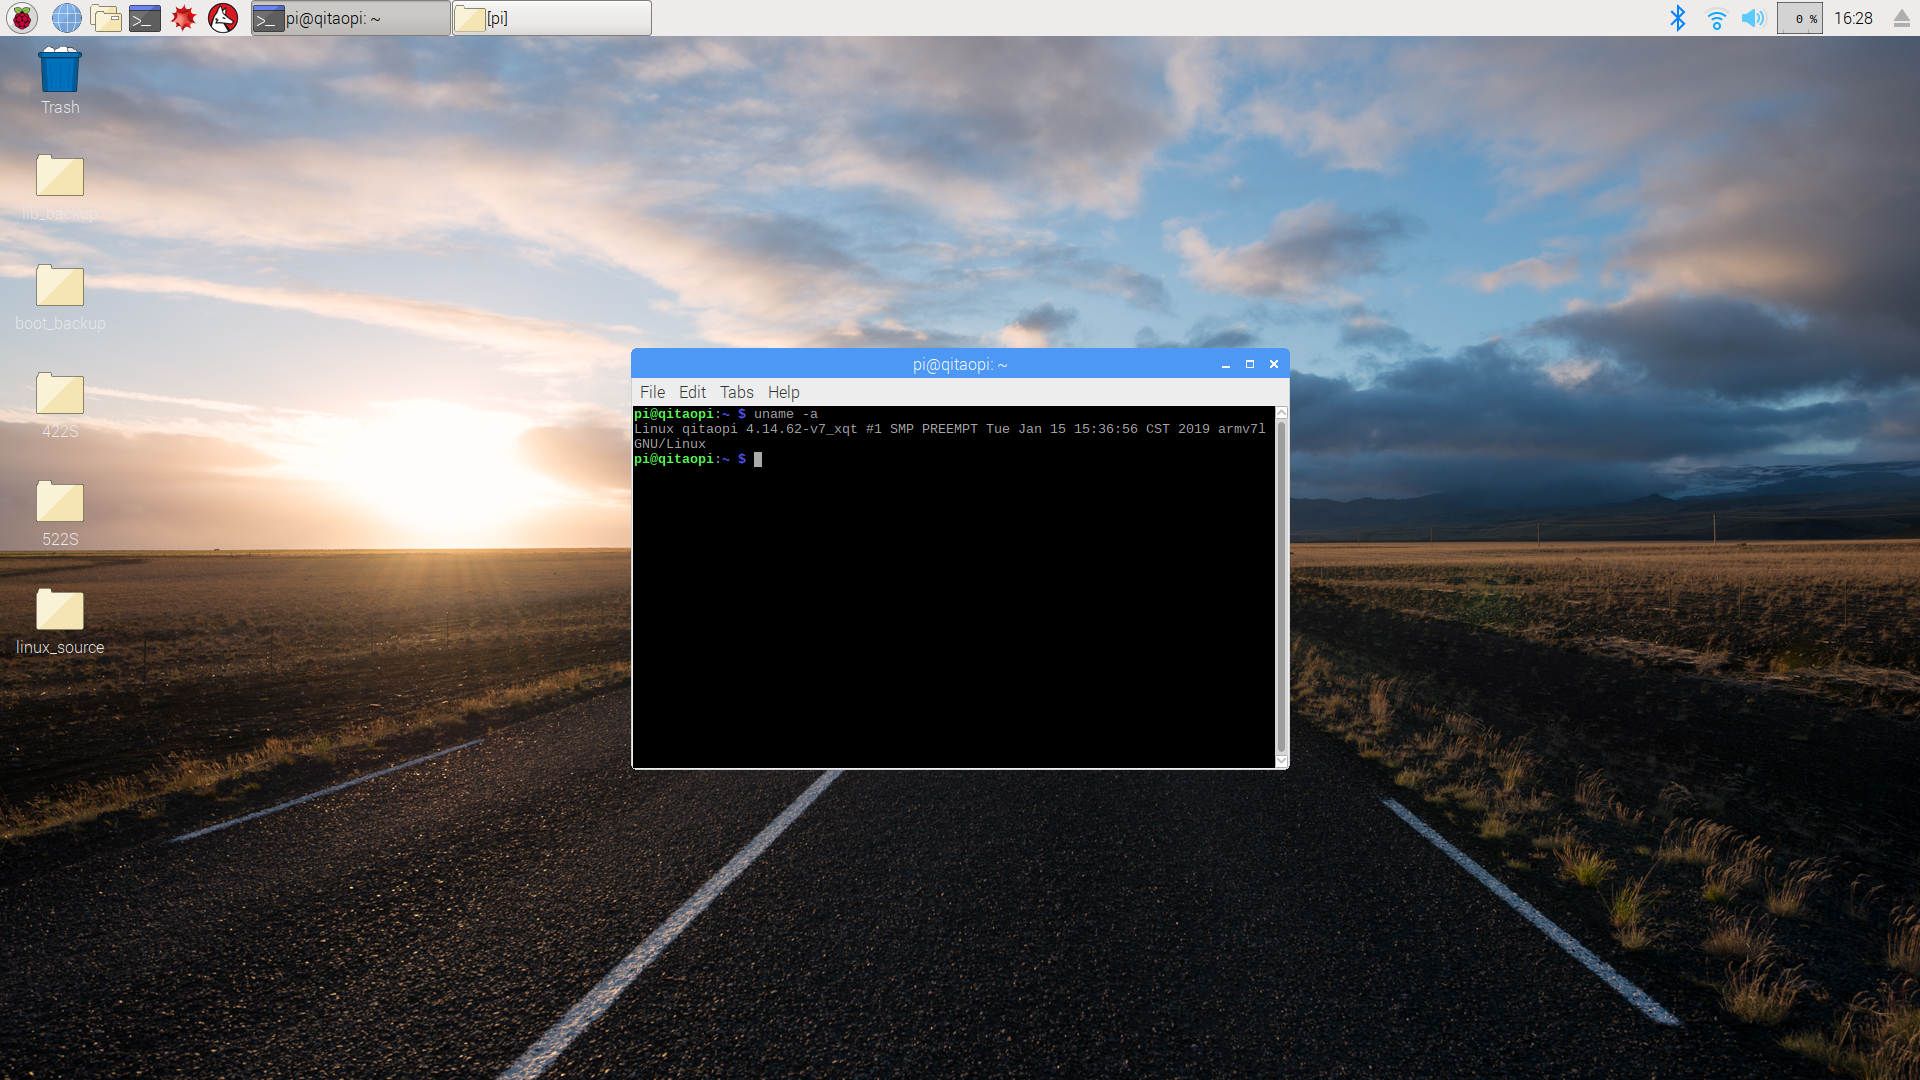 pi@qitaopi: ~
[pi]
0 %
16:28
Trash
lib_backup
boot_backup
422S
522S
linux_source
pi@qitaopi: ~
File Edit Tabs Help
pi@qitaopi:~ $ uname -a
Linux qitaopi 4.14.62-v7_xqt #1 SMP PREEMPT Tue Jan 15 15:36:56 CST 2019 armv7l
GNU/Linux
pi@qitaopi:~ $